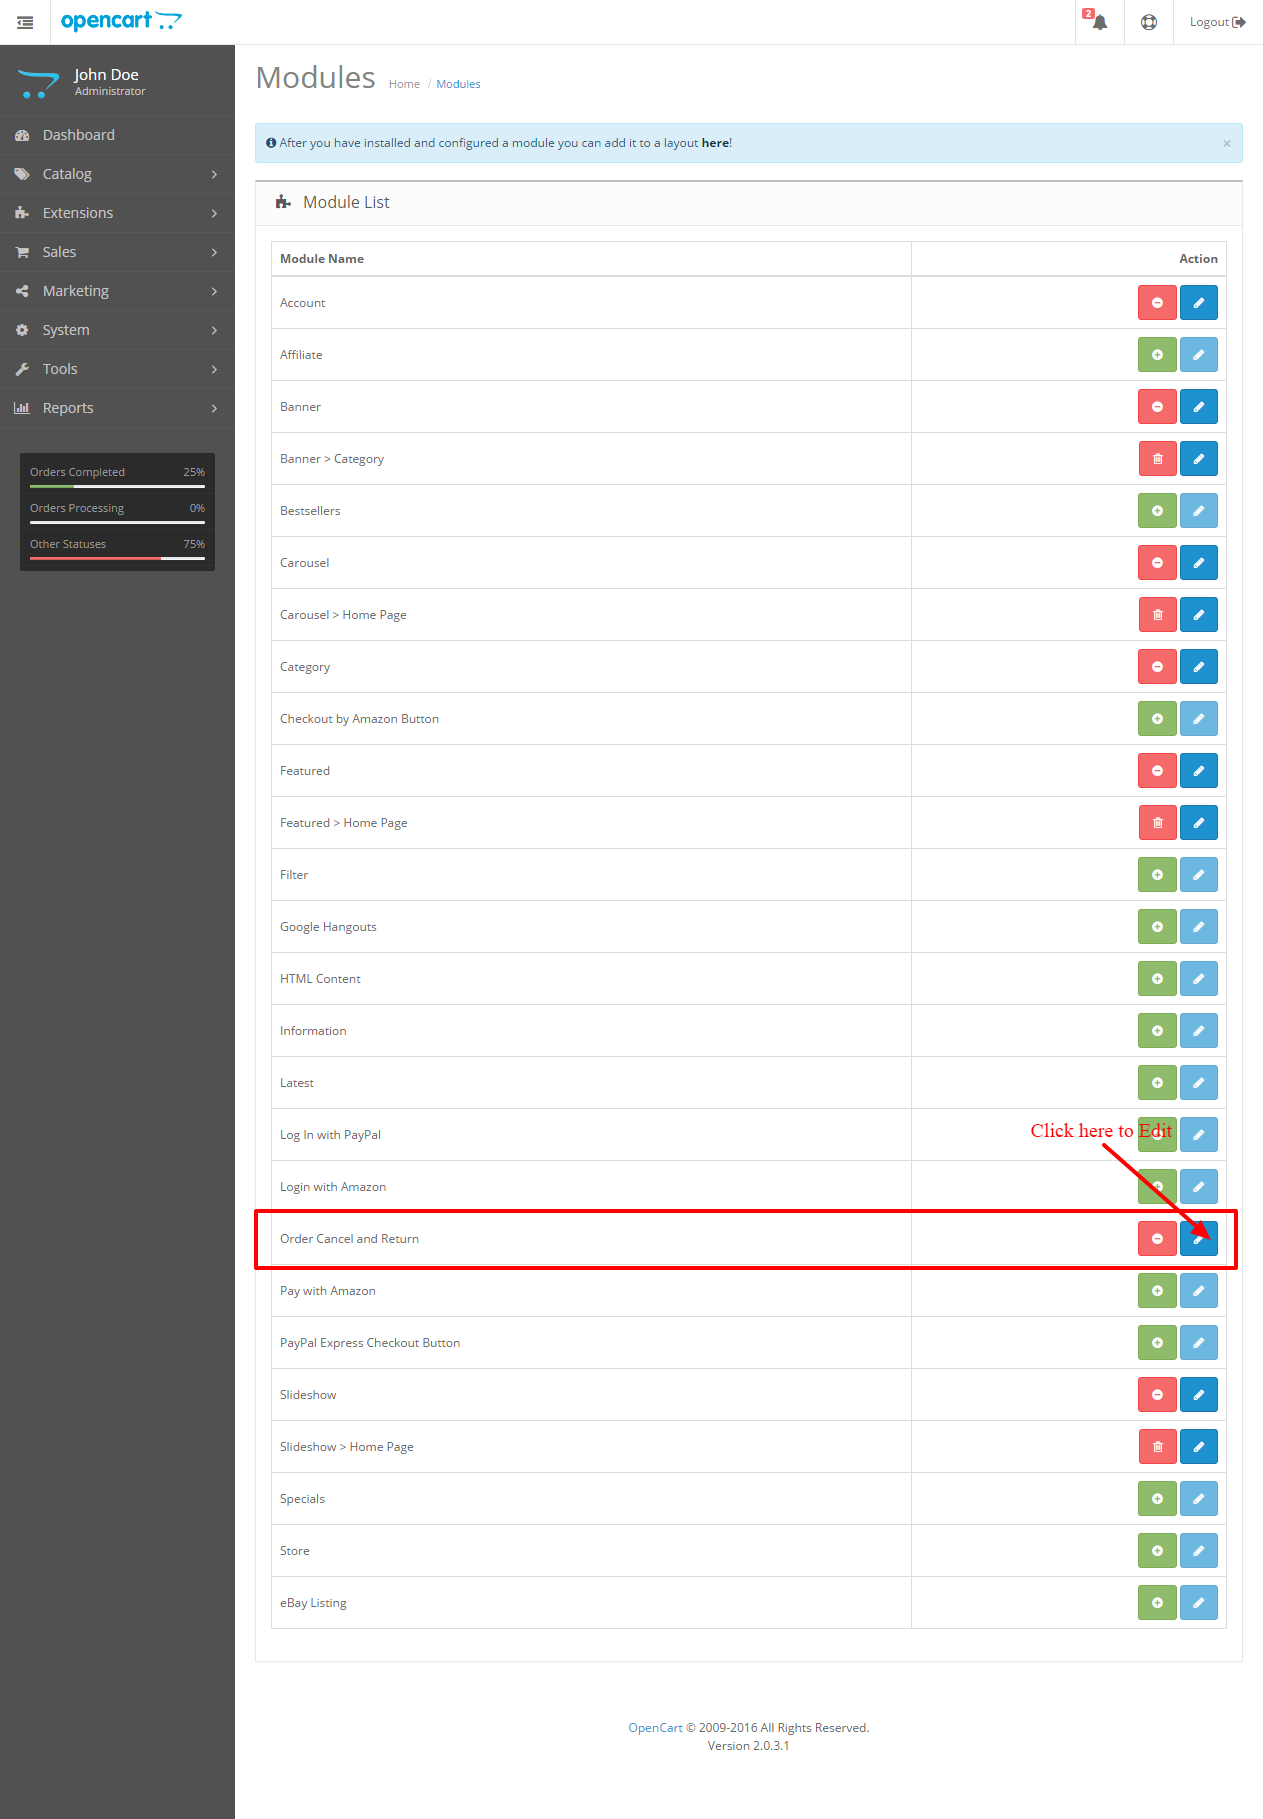 opencart
2
Logout
John Doe
Administrator
Dashboard
Catalog
Extensions
Sales
Marketing
System
Tools
Reports
Orders Completed 25%
Orders Processing 0%
Other Statuses 75%
Modules Home / Modules
After you have installed and configured a module you can add it to a layout here! ×
Module List
Module Name Action
Account
Affiliate
Banner
Banner > Category
Bestsellers
Carousel
Carousel > Home Page
Category
Checkout by Amazon Button
Featured
Featured > Home Page
Filter
Google Hangouts
HTML Content
Information
Latest
Log In with PayPal
Click here to Edit
Login with Amazon
Order Cancel and Return
Pay with Amazon
PayPal Express Checkout Button
Slideshow
Slideshow > Home Page
Specials
Store
eBay Listing
OpenCart © 2009-2016 All Rights Reserved.
Version 2.0.3.1